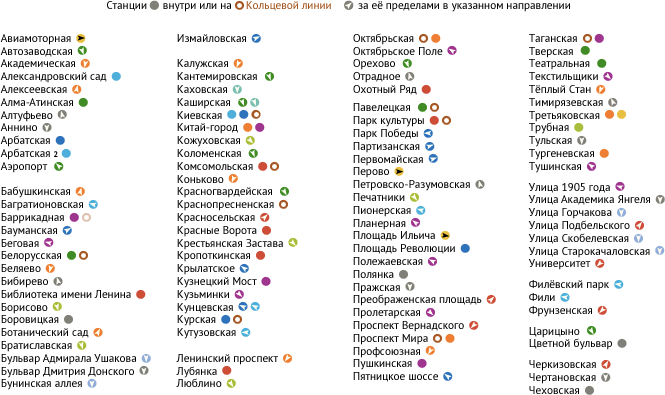 Станции внутри или на Кольцевой линии за её пределами в указанном направлении
Авиамоторная
Автозаводская
Академическая
Александровский сад
Алексеевская
Алма-Атинская
Алтуфьево
Аннино
Арбатская
Арбатская 2
Аэропорт
Бабушкинская
Багратионовская
Баррикадная
Бауманская
Беговая
Белорусская
Беляево
Бибирево
Библиотека имени Ленина
Борисово
Боровицкая
Ботанический сад
Братиславская
Бульвар Адмирала Ушакова
Бульвар Дмитрия Донского
Бунинская аллея
Измайловская
Калужская
Кантемировская
Каховская
Каширская
Киевская
Китай-город
Кожуховская
Коломенская
Комсомольская
Коньково
Красногвардейская
Краснопресненская
Красносельская
Красные Ворота
Крестьянская Застава
Кропоткинская
Крылатское
Кузнецкий Мост
Кузьминки
Кунцевская
Курская
Кутузовская
Ленинский проспект
Лубянка
Люблино
Октябрьская
Октябрьское Поле
Орехово
Отрадное
Охотный Ряд
Павелецкая
Парк культуры
Парк Победы
Партизанская
Первомайская
Перово
Петровско-Разумовская
Печатники
Пионерская
Планерная
Площадь Ильича
Площадь Революции
Полежаевская
Полянка
Пражская
Преображенская площадь
Пролетарская
Проспект Вернадского
Проспект Мира
Профсоюзная
Пушкинская
Пятницкое шоссе
Таганская
Тверская
Театральная
Текстильщики
Тёплый Стан
Тимирязевская
Третьяковская
Трубная
Тульская
Тургеневская
Тушинская
Улица 1905 года
Улица Академика Янгеля
Улица Горчакова
Улица Подбельского
Улица Скобелевская
Улица Старокачаловская
Университет
Филёвский парк
Фили
Фрунзенская
Царицыно
Цветной бульвар
Черкизовская
Чертановская
Чеховская